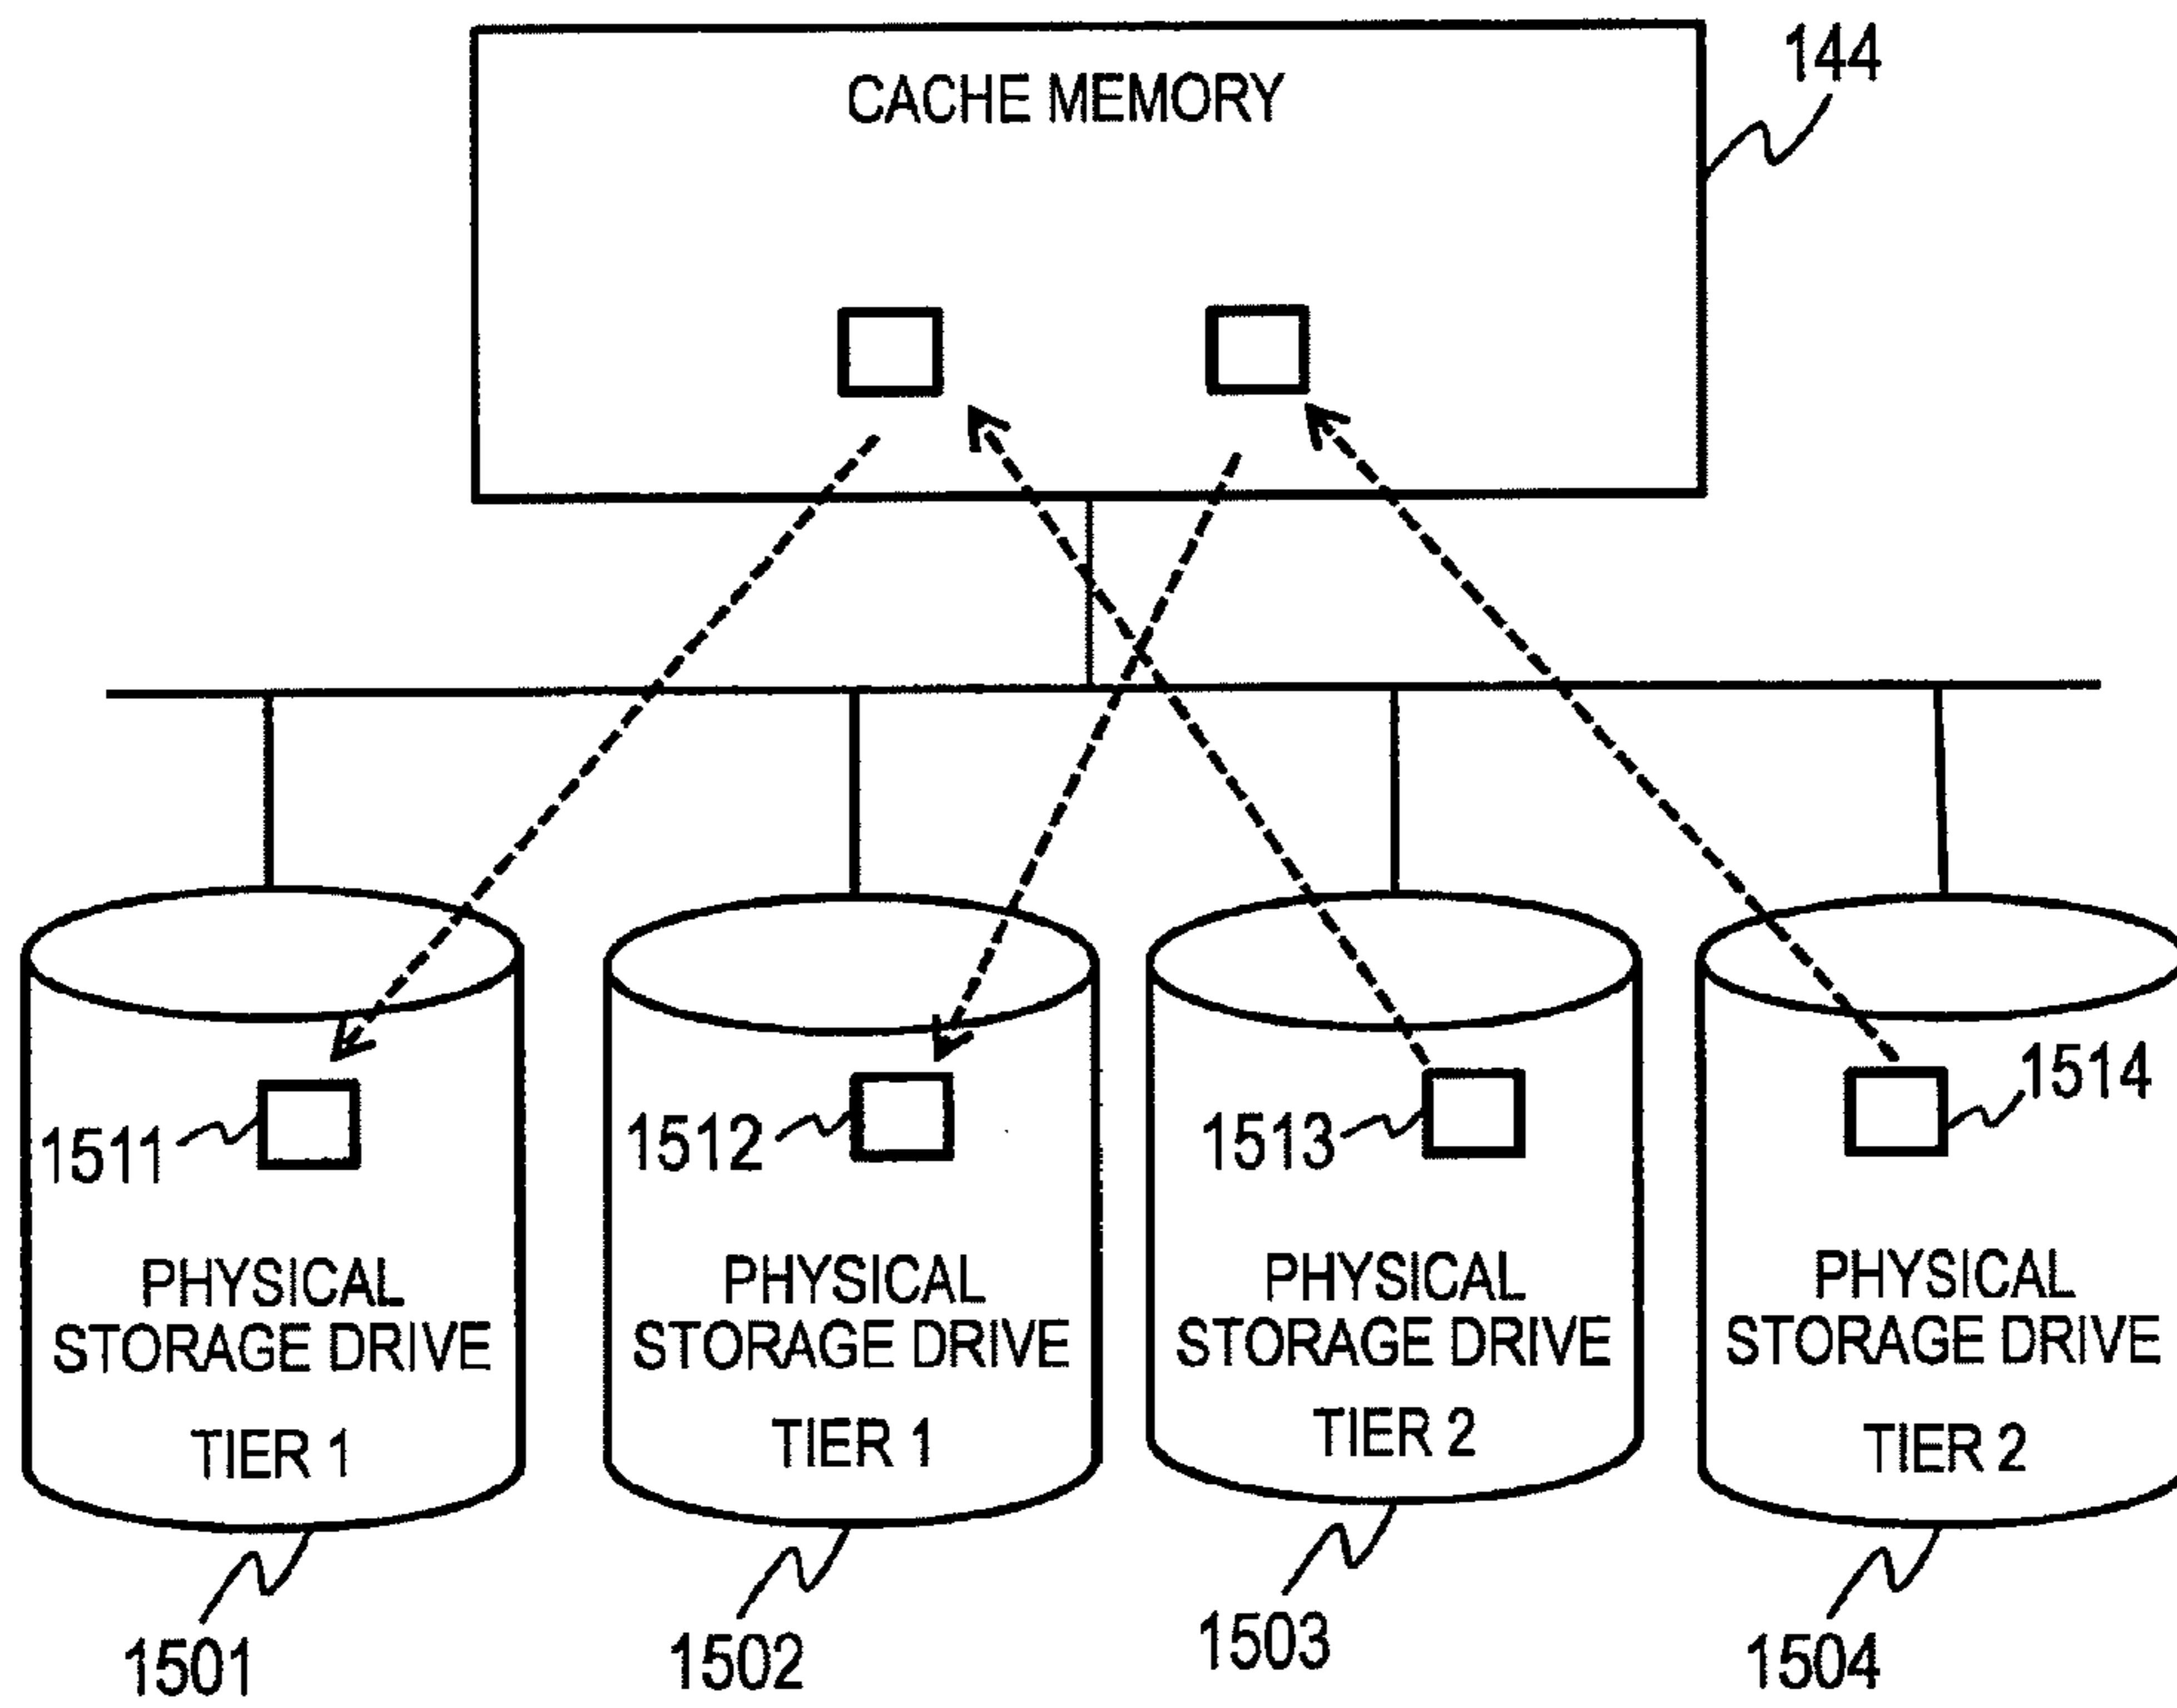 144
CACHE MEMORY
1511
1512
1513
1514
PHYSICAL
STORAGE DRIVE
TIER 1
PHYSICAL
STORAGE DRIVE
TIER 1
PHYSICAL
STORAGE DRIVE
TIER 2
PHYSICAL
STORAGE DRIVE
TIER 2
1501
1502
1503
1504